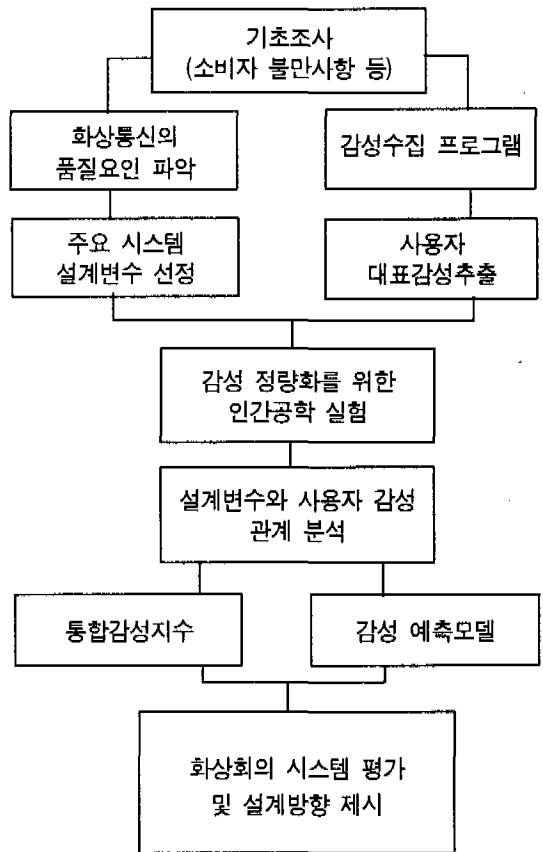 기초조사
(소비자 불만사항 등)
화상통신의
품질요인 파악
감성수집 프로그램
주요 시스템
설계변수 선정
사용자
대표감성추출
감성 정량화를 위한
인간공학 실험
설계변수와 사용자 감성
관계 분석
통합감성지수
감성 예측모델
화상회의 시스템 평가
및 설계방향 제시